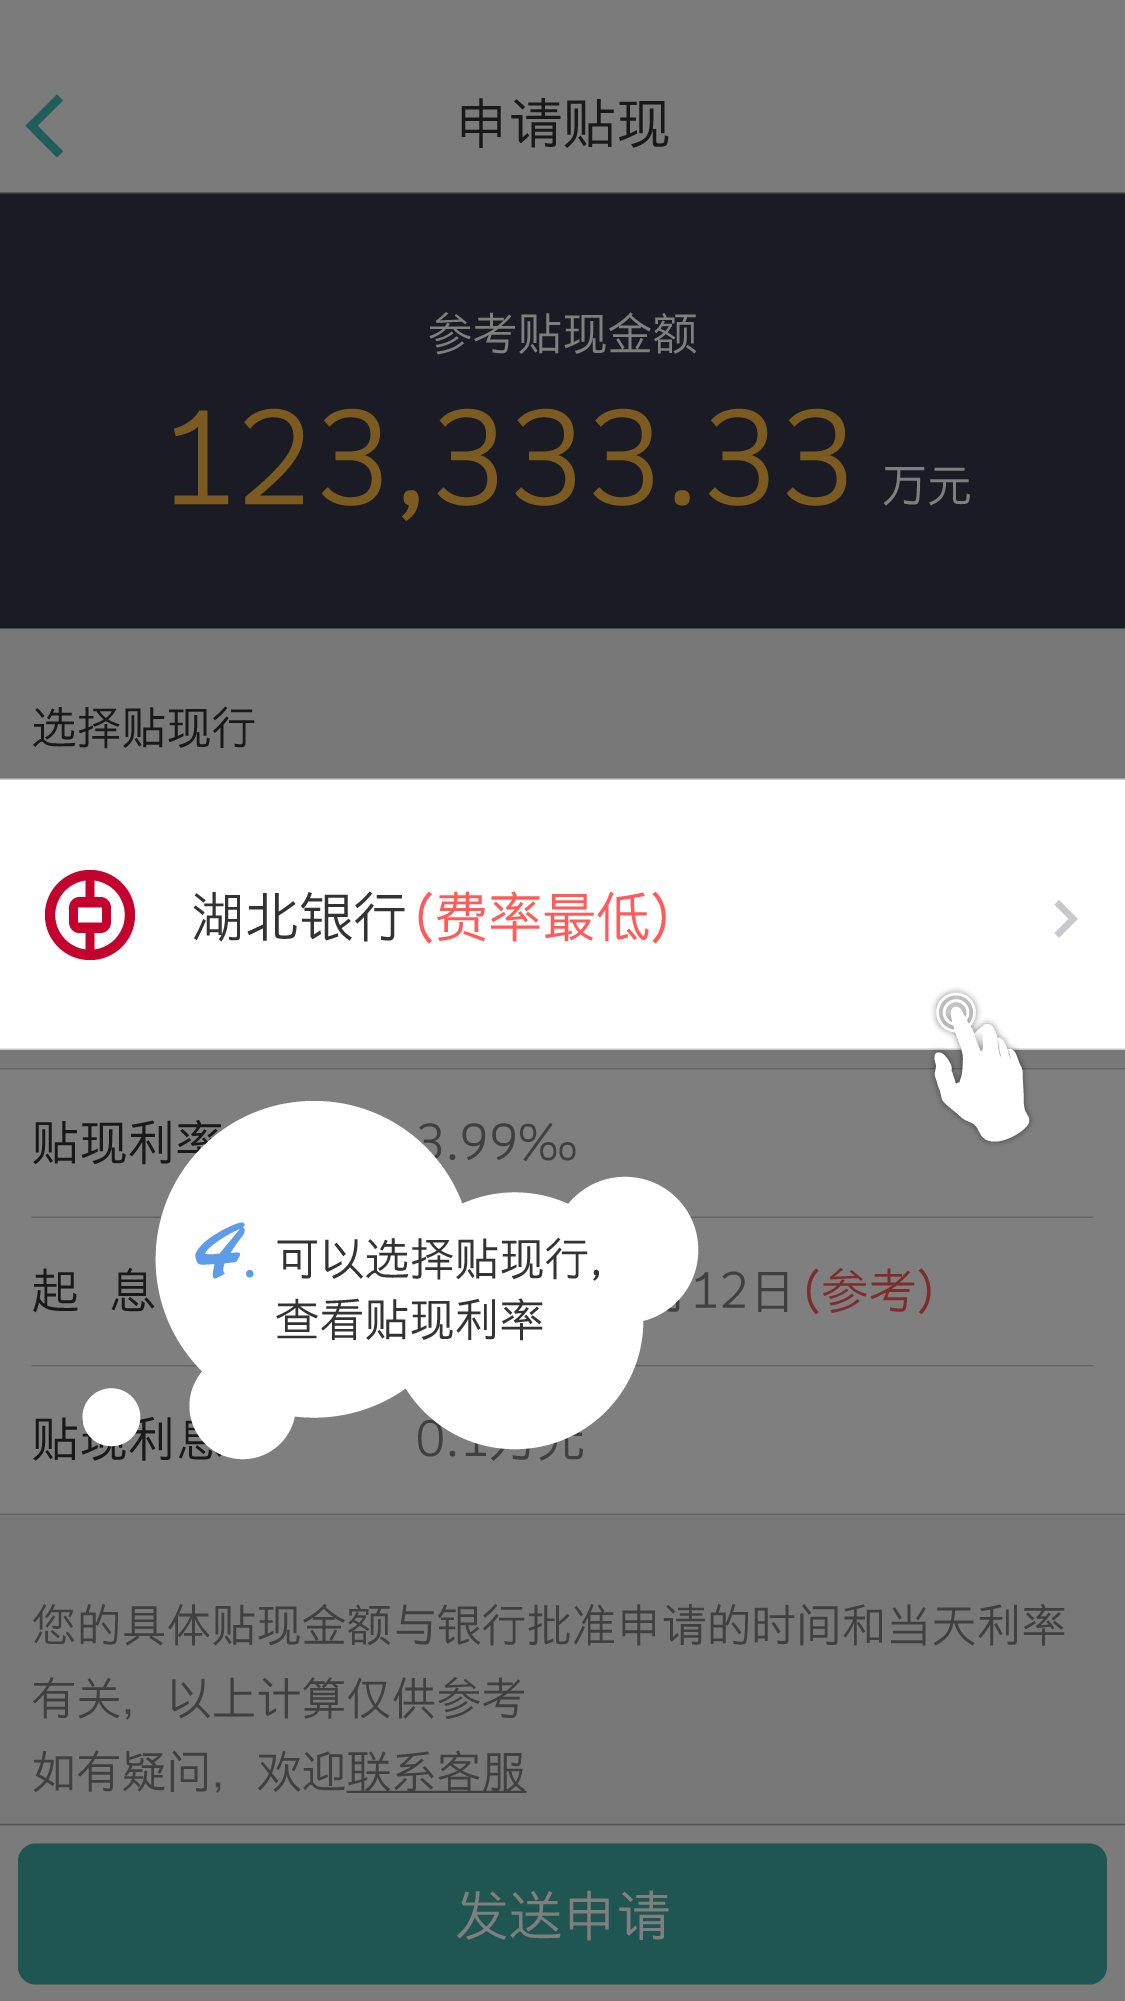 申请贴现
参考贴现金额
123,333.33 万元
选择贴现行
湖北银行(费率最低)
贴现利率 3.99‰
4. 可以选择贴现行,
查看贴现利率
起 息 12日(参考)
贴现利息 0.1万元
您的具体贴现金额与银行批准申请的时间和当天利率
有关，以上计算仅供参考
如有疑问，欢迎联系客服
发送申请